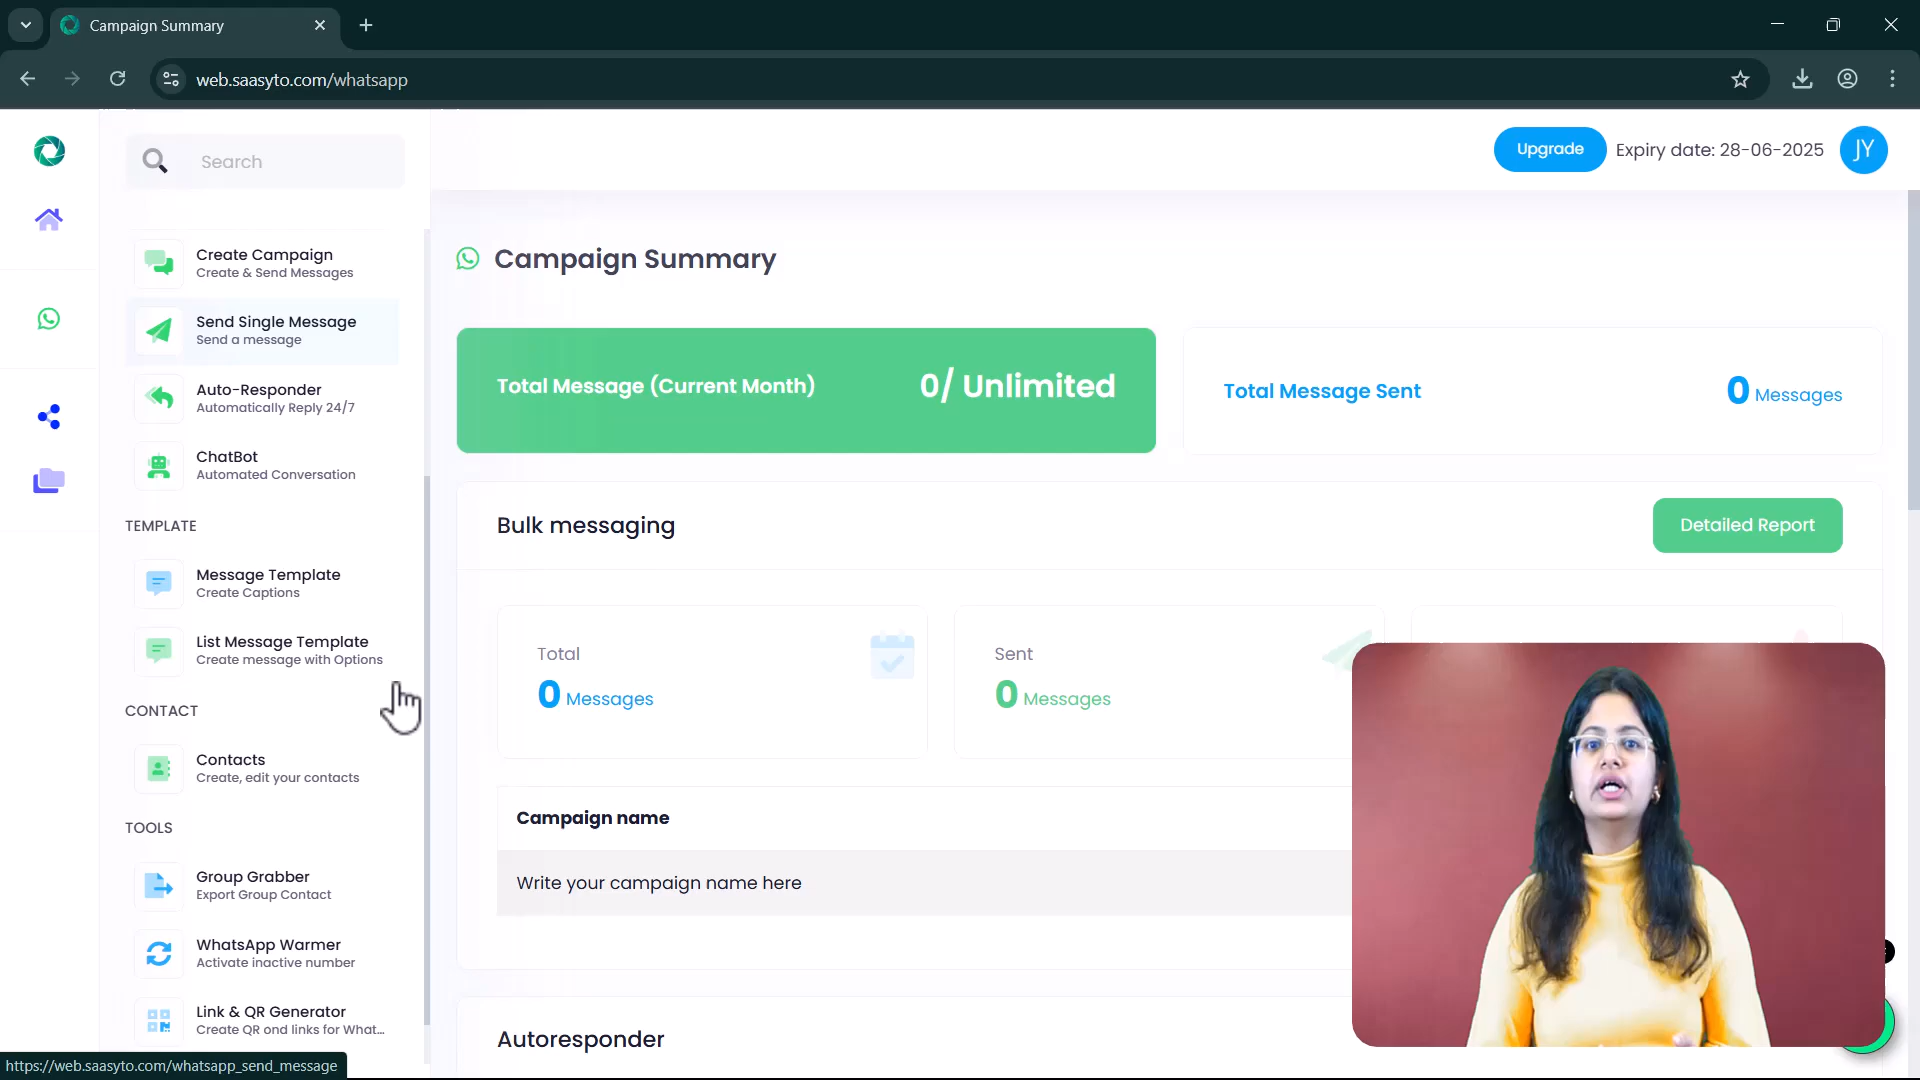 Campaign Summary
web.saasyto.com/whatsapp
Search
Upgrade
Expiry date: 28-06-2025
JY
Create Campaign
Create & Send Messages
Send Single Message
Send a message
Auto-Responder
Automatically Reply 24/7
ChatBot
Automated Conversation
TEMPLATE
Message Template
Create Captions
List Message Template
Create message with Options
CONTACT
Contacts
Create, edit your contacts
TOOLS
Group Grabber
Export Group Contact
WhatsApp Warmer
Activate inactive number
Link & QR Generator
Create QR ond links for What...
https://web.saasyto.com/whatsapp_send_message
Campaign Summary
Total Message (Current Month)
0/ Unlimited
Total Message Sent
0 Messages
Bulk messaging
Detailed Report
Total
0 Messages
Sent
0 Messages
Campaign name
Write your campaign name here
Autoresponder